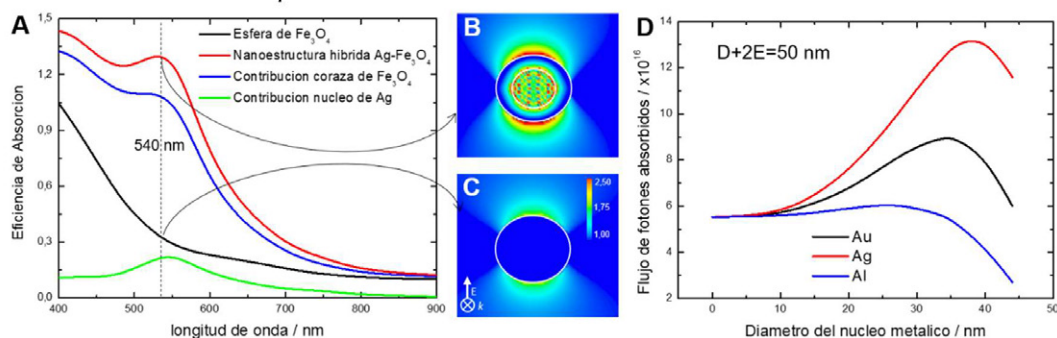 A
Eficiencia de Absorcion
1,5
1,2
0,9
0,6
0,3
0,0
400
500
600
700
800
900
longitud de onda / nm
Esfera de Fe₃O₄
Nanoestructura hibrida Ag-Fe₃O₄
Contribucion coraza de Fe₃O₄
Contribucion nucleo de Ag
540 nm
B
C
2,50
1,75
1,00
E
k
D
Flujo de fotones absorbidos / x10¹⁶
14
12
10
8
6
4
2
0
10
20
30
40
50
Diametro del nucleo metalico / nm
D+2E=50 nm
Au
Ag
Al